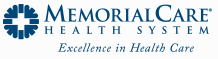 MEMORIALCARE®
HEALTH SYSTEM
Excellence in Health Care